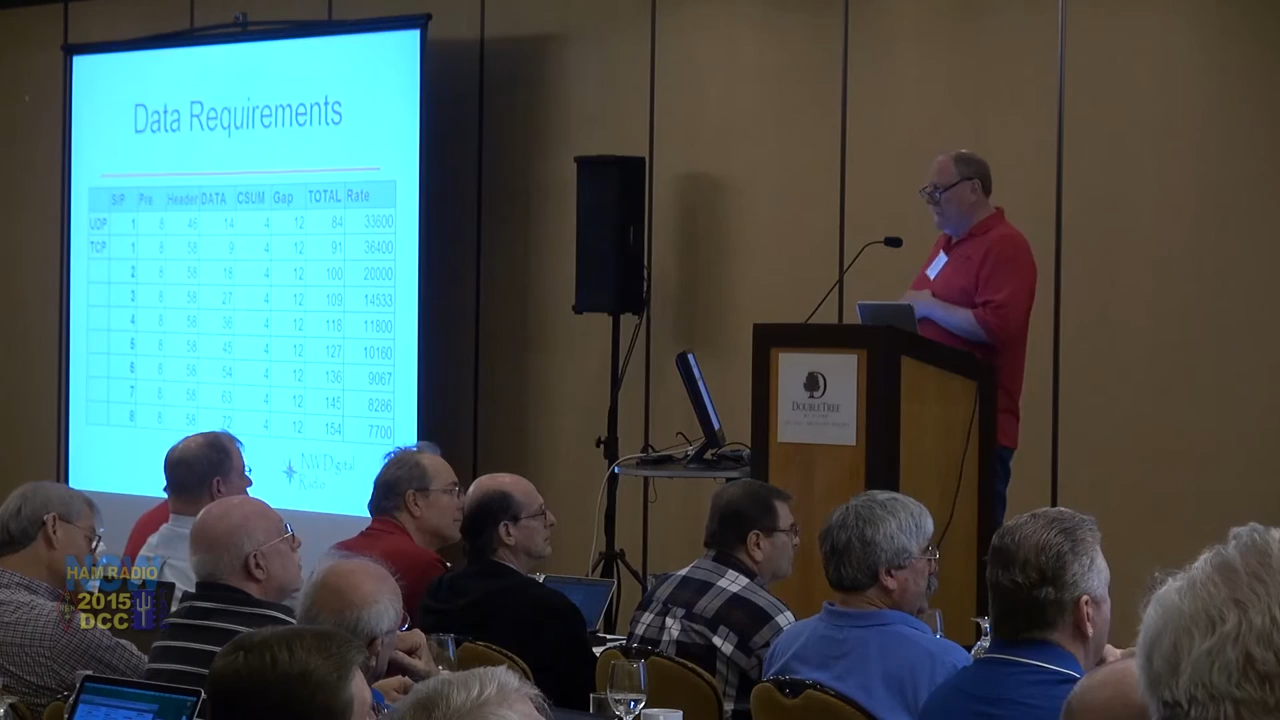 Data Requirements
S/P Pre Header DATA CSUM Gap TOTAL Rate
UDP 1 8 46 14 4 12 84 33600
TCP 1 8 58 9 4 12 91 36400
2 8 58 18 4 12 100 20000
3 8 58 27 4 12 109 14533
4 8 58 36 4 12 118 11800
5 8 58 45 4 12 127 10160
6 8 58 54 4 12 136 9067
7 8 58 63 4 12 145 8286
8 8 58 72 4 12 154 7700
NW Digital
Radio
D
DOUBLETREE
HAM RADIO
NOW
2015
DCC